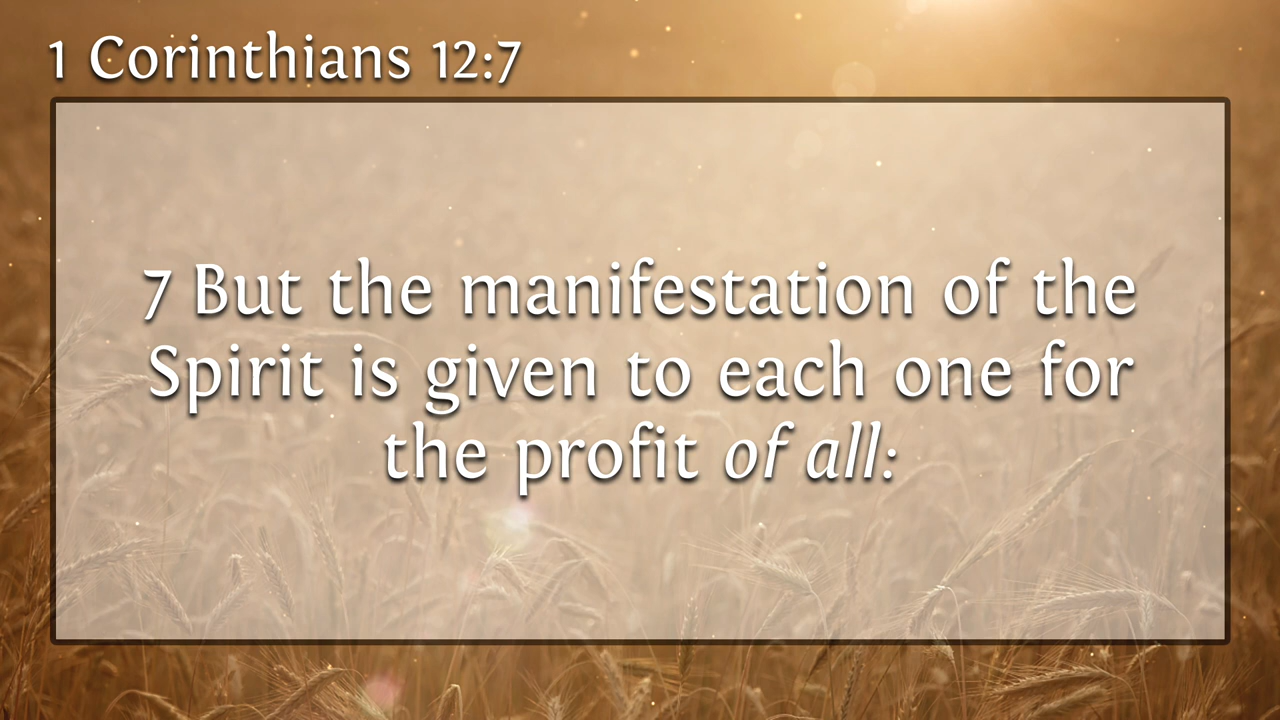 1 Corinthians 12:7
7 But the manifestation of the
Spirit is given to each one for
the profit of all: